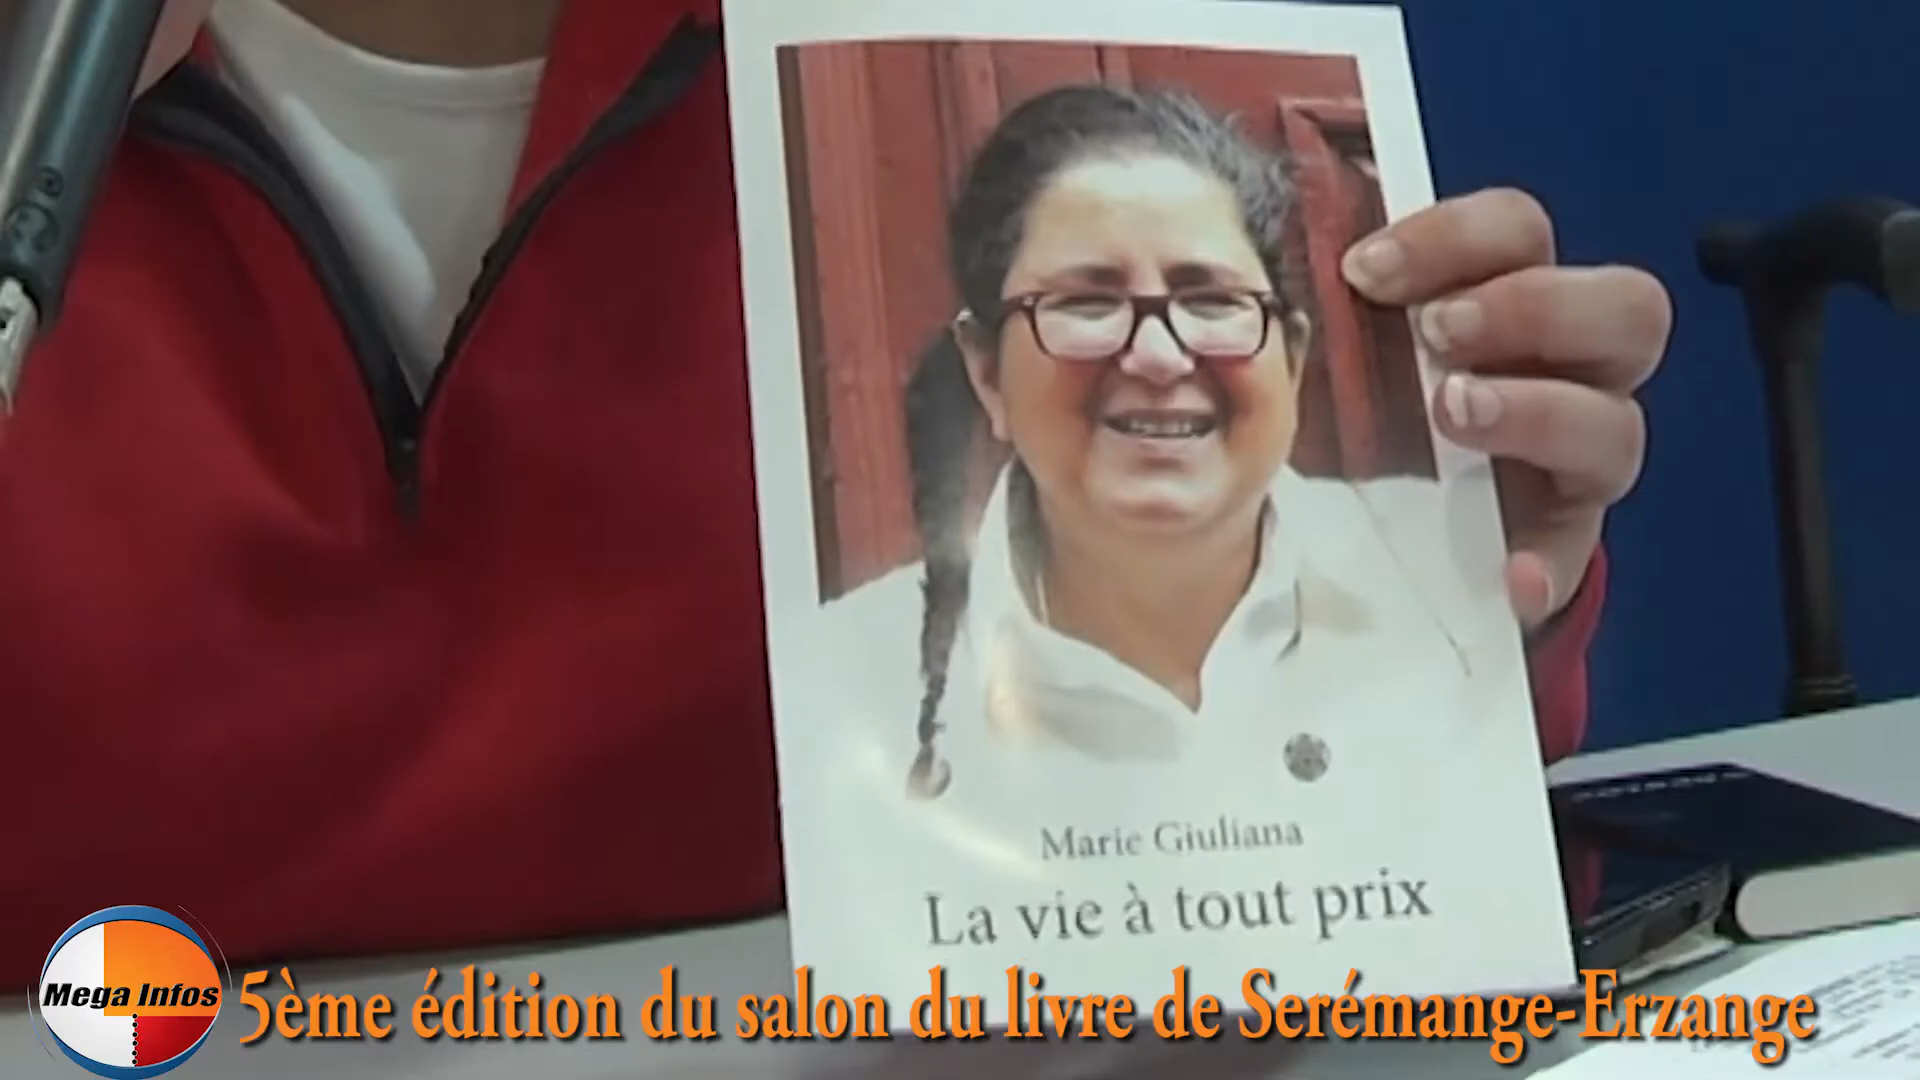 Marie Giuliana
La vie à tout prix
Mega Infos
5ème édition du salon du livre de Serémange-Erzange